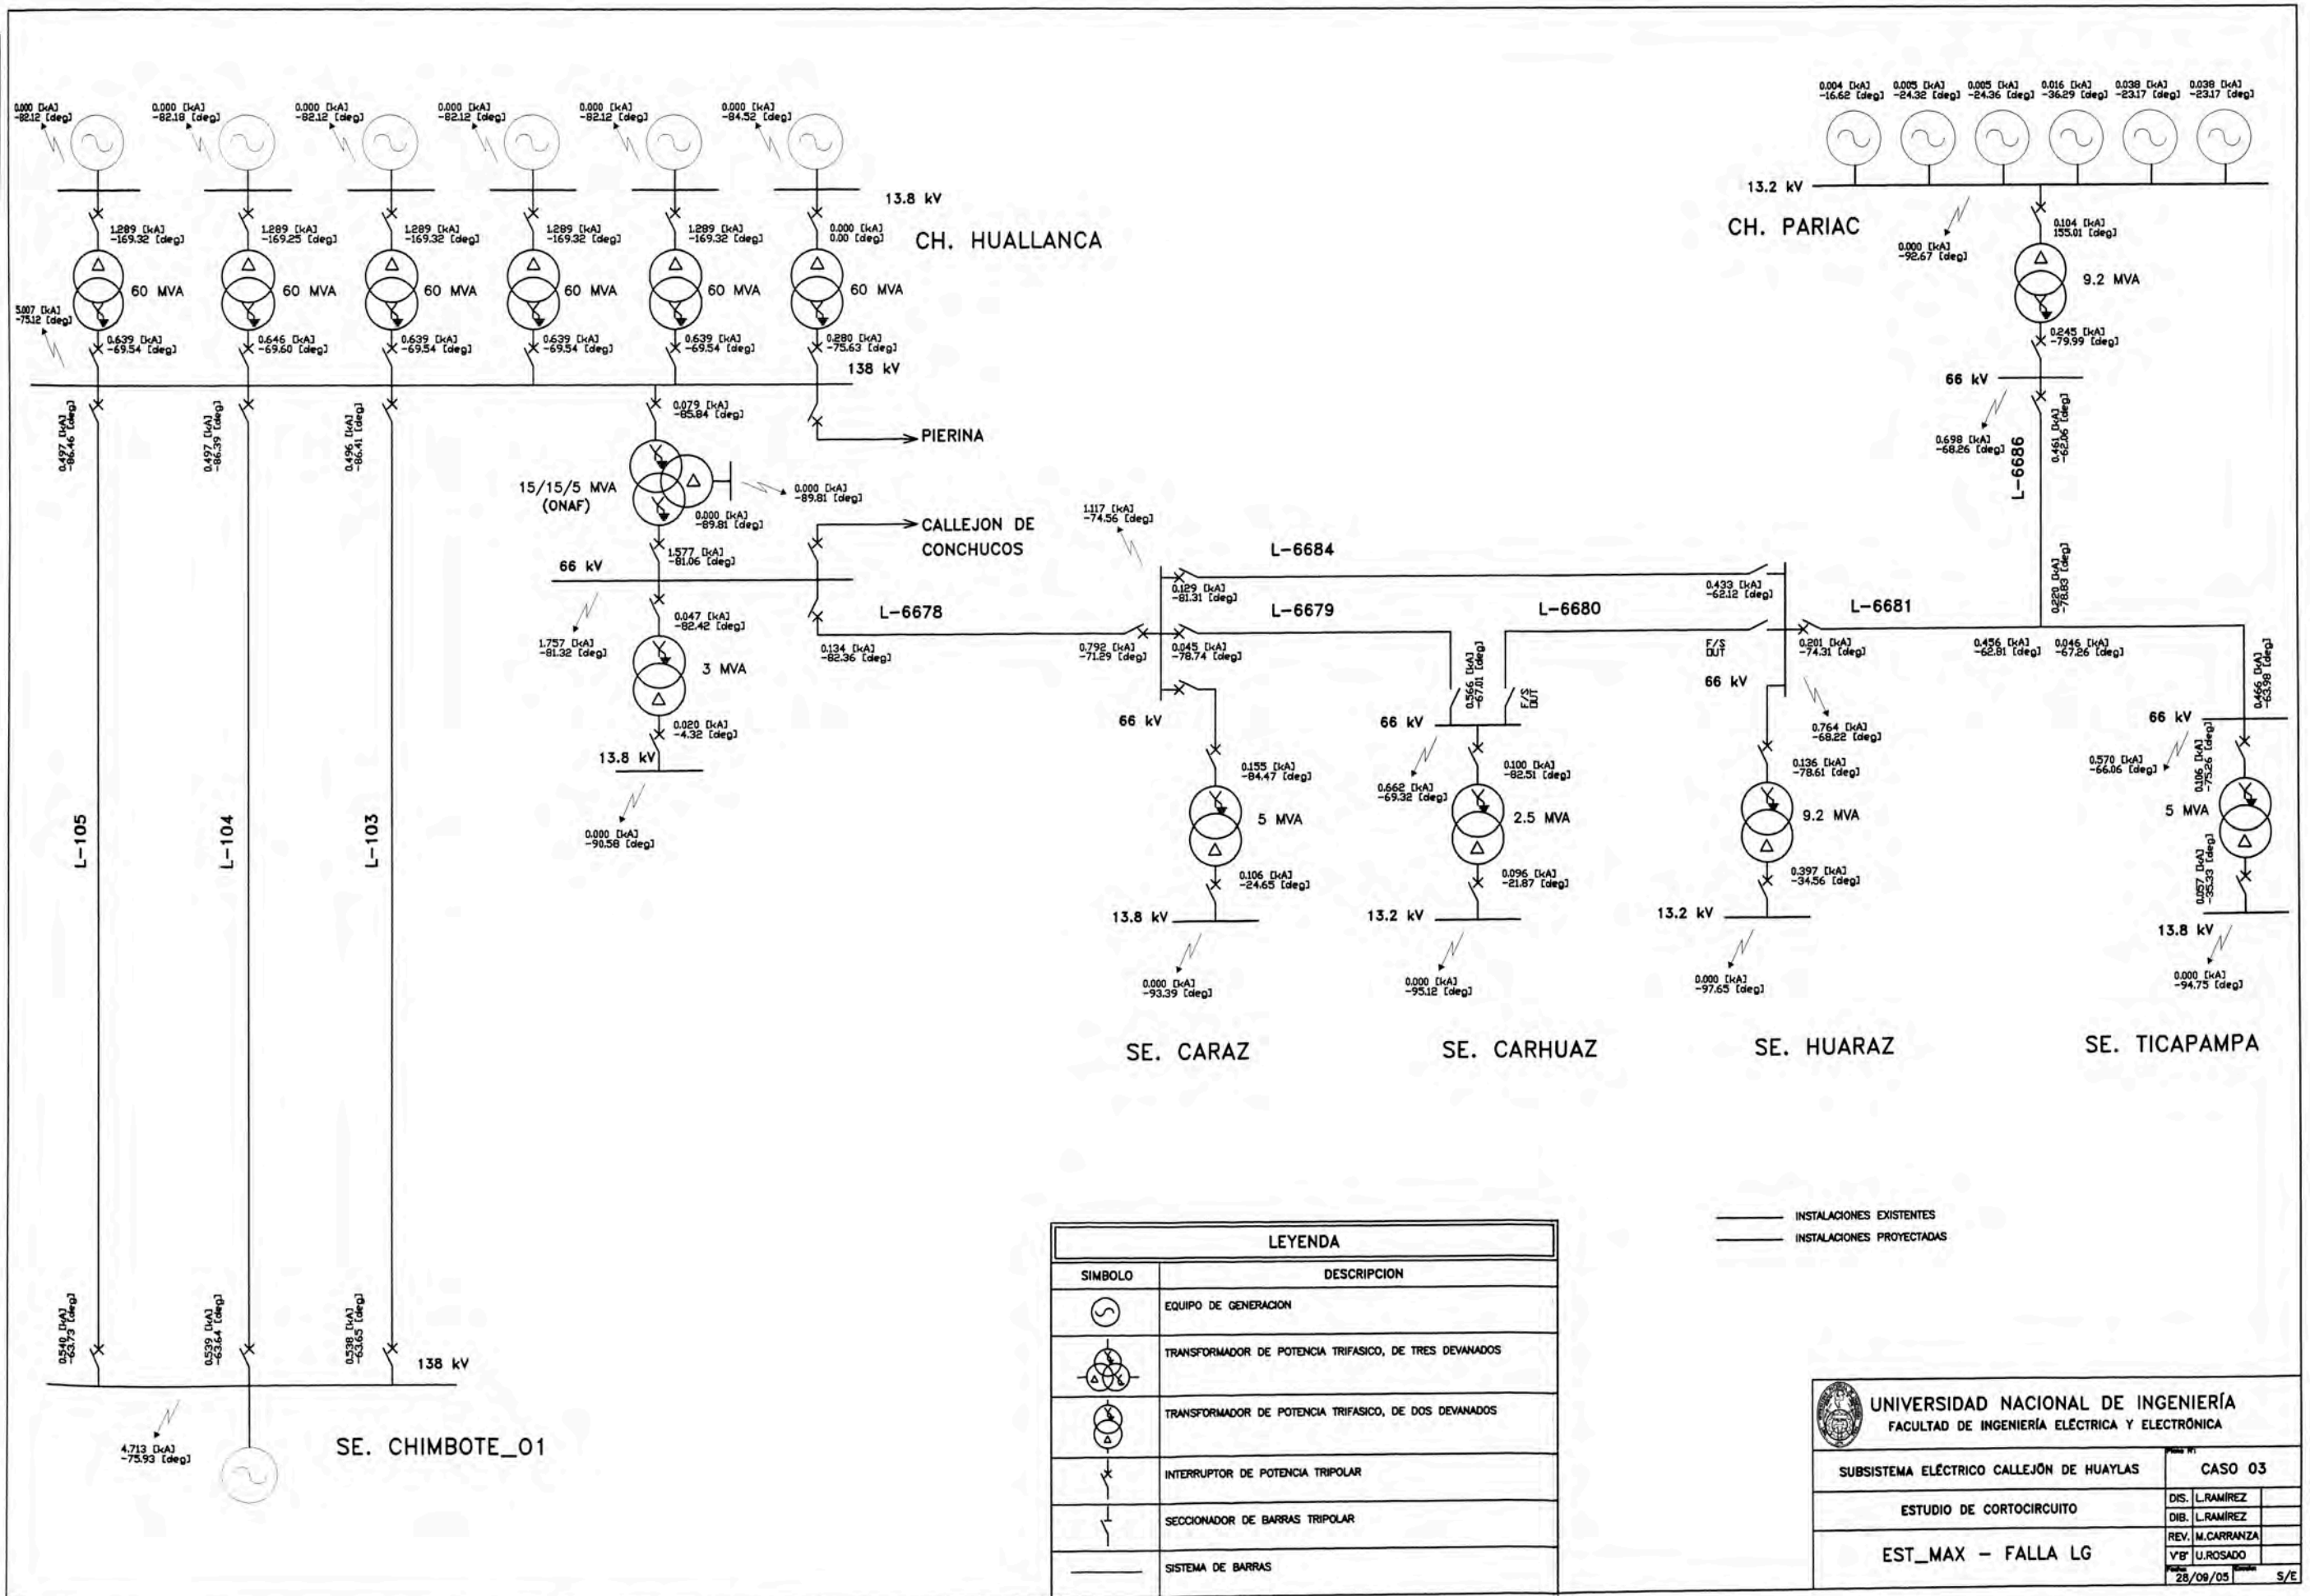 0.000 [kA]
-82.12 [deg]
0.000 [kA]
-82.18 [deg]
0.000 [kA]
-82.12 [deg]
0.000 [kA]
-82.12 [deg]
0.000 [kA]
-82.12 [deg]
0.000 [kA]
-84.52 [deg]
13.8 kV
CH. HUALLANCA
1.289 [kA]
-169.32 [deg]
1.289 [kA]
-169.25 [deg]
1.289 [kA]
-169.32 [deg]
1.289 [kA]
-169.32 [deg]
1.289 [kA]
-169.32 [deg]
0.000 [kA]
0.00 [deg]
60 MVA
60 MVA
60 MVA
60 MVA
60 MVA
60 MVA
5.007 [kA]
-75.12 [deg]
0.639 [kA]
-69.54 [deg]
0.646 [kA]
-69.60 [deg]
0.639 [kA]
-69.54 [deg]
0.639 [kA]
-69.54 [deg]
0.639 [kA]
-69.54 [deg]
0.280 [kA]
-75.63 [deg]
138 kV
0.497 [kA]
-86.46 [deg]
0.497 [kA]
-86.39 [deg]
0.496 [kA]
-86.41 [deg]
0.079 [kA]
-85.84 [deg]
PIERINA
15/15/5 MVA
(ONAF)
0.000 [kA]
-89.81 [deg]
0.000 [kA]
-89.81 [deg]
CALLEJON DE
CONCHUCOS
1.577 [kA]
-81.06 [deg]
66 kV
1.757 [kA]
-81.32 [deg]
0.047 [kA]
-82.42 [deg]
3 MVA
0.020 [kA]
-4.32 [deg]
13.8 kV
0.000 [kA]
-90.58 [deg]
L-6678
0.134 [kA]
-82.36 [deg]
L-105
L-104
L-103
0.540 [kA]
-63.73 [deg]
0.539 [kA]
-63.64 [deg]
0.538 [kA]
-63.65 [deg]
138 kV
4.713 [kA]
-75.93 [deg]
SE. CHIMBOTE_01
0.004 [kA]
-16.62 [deg]
0.005 [kA]
-24.32 [deg]
0.005 [kA]
-24.36 [deg]
0.016 [kA]
-36.29 [deg]
0.038 [kA]
-23.17 [deg]
0.038 [kA]
-23.17 [deg]
13.2 kV
CH. PARIAC
0.000 [kA]
-92.67 [deg]
0.104 [kA]
155.01 [deg]
9.2 MVA
0.245 [kA]
-79.99 [deg]
66 kV
0.698 [kA]
-68.26 [deg]
0.461 [kA]
-62.06 [deg]
L-6686
0.220 [kA]
-78.83 [deg]
1.117 [kA]
-74.56 [deg]
L-6684
0.129 [kA]
-81.31 [deg]
0.433 [kA]
-62.12 [deg]
L-6679
L-6680
L-6681
0.792 [kA]
-71.29 [deg]
0.045 [kA]
-78.74 [deg]
0.566 [kA]
-67.01 [deg]
F/S
OUT
F/S
OUT
0.201 [kA]
-74.31 [deg]
0.456 [kA]
-62.81 [deg]
0.046 [kA]
-67.26 [deg]
0.466 [kA]
-63.98 [deg]
66 kV
66 kV
66 kV
66 kV
0.155 [kA]
-84.47 [deg]
5 MVA
0.106 [kA]
-24.65 [deg]
13.8 kV
0.000 [kA]
-93.39 [deg]
SE. CARAZ
0.662 [kA]
-69.32 [deg]
0.100 [kA]
-82.51 [deg]
2.5 MVA
0.096 [kA]
-21.87 [deg]
13.2 kV
0.000 [kA]
-95.12 [deg]
SE. CARHUAZ
0.764 [kA]
-68.22 [deg]
0.136 [kA]
-78.61 [deg]
9.2 MVA
0.397 [kA]
-34.56 [deg]
13.2 kV
0.000 [kA]
-97.65 [deg]
SE. HUARAZ
0.570 [kA]
-66.06 [deg]
0.106 [kA]
-75.26 [deg]
5 MVA
0.057 [kA]
-35.33 [deg]
13.8 kV
0.000 [kA]
-94.75 [deg]
SE. TICAPAMPA
INSTALACIONES EXISTENTES
INSTALACIONES PROYECTADAS
LEYENDA
SIMBOLO DESCRIPCION
EQUIPO DE GENERACION
TRANSFORMADOR DE POTENCIA TRIFASICO, DE TRES DEVANADOS
TRANSFORMADOR DE POTENCIA TRIFASICO, DE DOS DEVANADOS
INTERRUPTOR DE POTENCIA TRIPOLAR
SECCIONADOR DE BARRAS TRIPOLAR
SISTEMA DE BARRAS
UNIVERSIDAD NACIONAL DE INGENIERÍA
FACULTAD DE INGENIERÍA ELÉCTRICA Y ELECTRÓNICA
SUBSISTEMA ELÉCTRICO CALLEJÓN DE HUAYLAS
CASO 03
ESTUDIO DE CORTOCIRCUITO
DIS. L.RAMÍREZ
DIB. L.RAMÍREZ
REV. M.CARRANZA
V°B° U.ROSADO
EST_MAX - FALLA LG
28/09/05
S/E